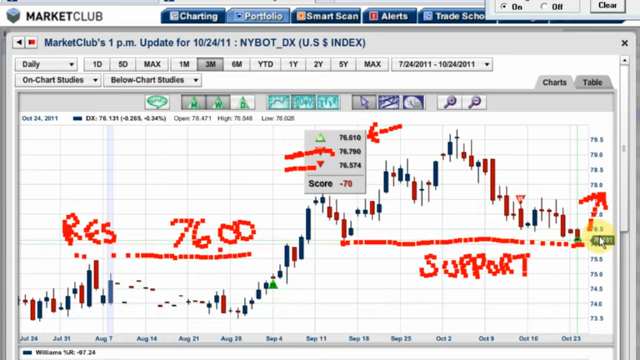 On Off Clear
MARKETCLUB Charting Portfolio Smart Scan Alerts Trade School
MarketClub's 1 p.m. Update for 10/24/11 : NYBOT_DX (U.S $ INDEX)
Daily 1D 5D MAX 1M 3M 6M YTD 1Y 2Y 5Y MAX 7/24/2011 - 10/24/2011
On-Chart Studies Below-Chart Studies
Charts Table
M W D
Oct 24, 2011 DX: 76.131 (-0.265, -0.34%) Open: 76.471 High: 76.546 Low: 76.028
76.610
76.790
76.574
Score -70
79.5
79.0
78.5
78.0
77.5
75.5
75.0
74.5
74.0
73.5
RES 76.00
SUPPORT
Jul 24 Jul 31 Aug 7 Aug 14 Aug 21 Aug 28 Sep 4 Sep 11 Sep 18 Sep 25 Oct 2 Oct 9 Oct 16 Oct 23
Williams %R: -97.24